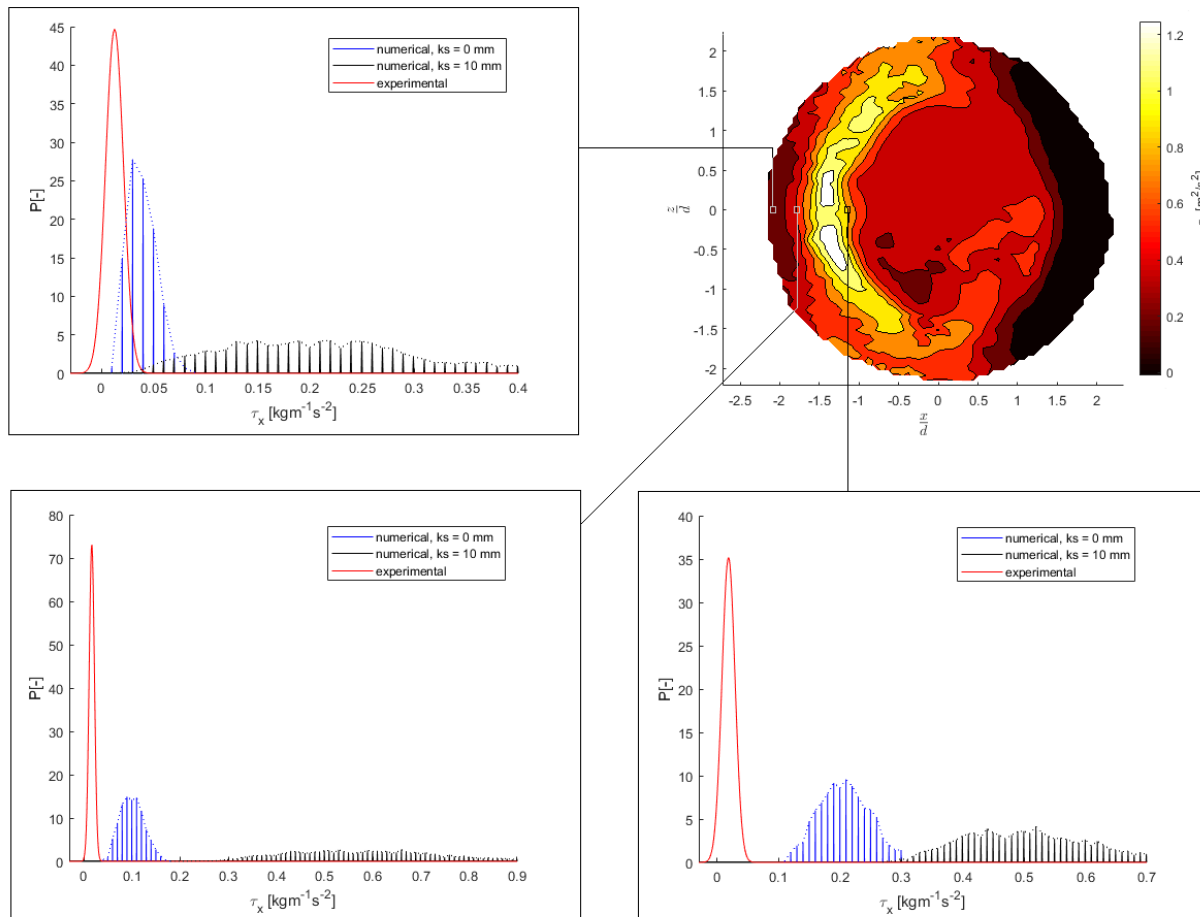 45
40
35
30
25
20
15
10
5
0
P[-]
numerical, ks = 0 mm
numerical, ks = 10 mm
experimental
0 0.05 0.1 0.15 0.2 0.25 0.3 0.35 0.4
τx [kgm-1s-2]
2
1.5
1
0.5
0
-0.5
-1
-1.5
-2
z/d
-2.5 -2 -1.5 -1 -0.5 0 0.5 1 1.5 2
x/d
1.2
1
0.8
0.6
0.4
0.2
0
[m2/s2]
80
70
60
50
40
30
20
10
0
P[-]
numerical, ks = 0 mm
numerical, ks = 10 mm
experimental
0 0.1 0.2 0.3 0.4 0.5 0.6 0.7 0.8 0.9
τx [kgm-1s-2]
40
35
30
25
20
15
10
5
0
P[-]
numerical, ks = 0 mm
numerical, ks = 10 mm
experimental
0 0.1 0.2 0.3 0.4 0.5 0.6 0.7
τx [kgm-1s-2]